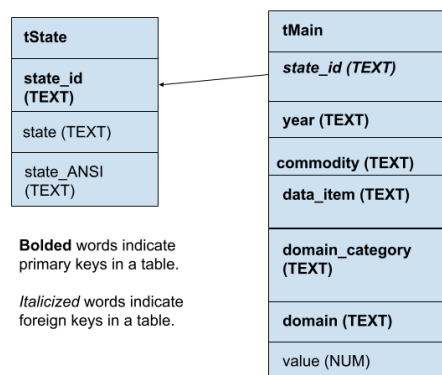 tState
state_id
(TEXT)
state (TEXT)
state_ANSI
(TEXT)
Bolded words indicate
primary keys in a table.
Italicized words indicate
foreign keys in a table.
tMain
state_id (TEXT)
year (TEXT)
commodity (TEXT)
data_item (TEXT)
domain_category
(TEXT)
domain (TEXT)
value (NUM)